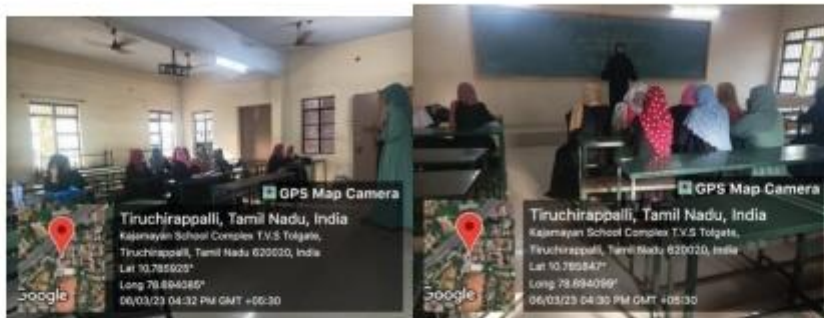 GPS Map Camera
Tiruchirappalli, Tamil Nadu, India
Kajamayan School Complex T.V.S Tolgate,
Tiruchirappalli, Tamil Nadu 620020, India
Lat 10.785925°
Long 78.694085°
06/03/23 04:32 PM GMT +05:30
Google
GPS Map Camera
Tiruchirappalli, Tamil Nadu, India
Kajamayan School Complex T.V.S Tolgate,
Tiruchirappalli, Tamil Nadu 620020, India
Lat 10.785847°
Long 78.694099°
06/03/23 04:30 PM GMT +05:30
Google